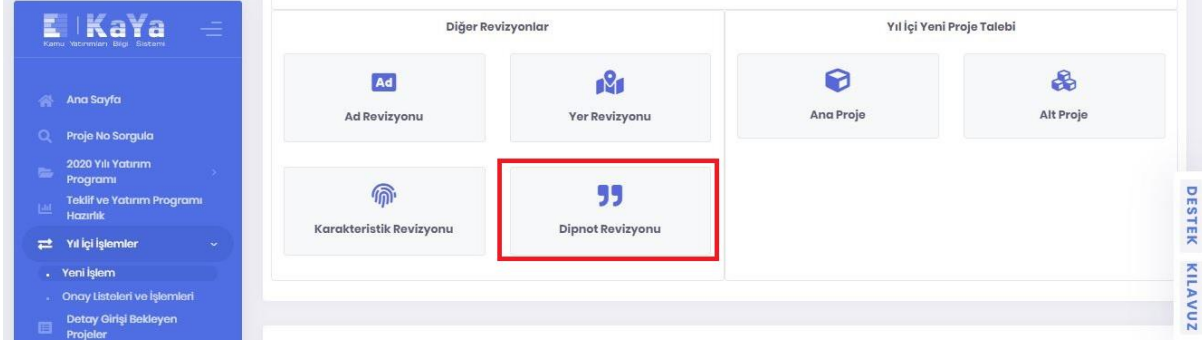 KaYa
Kamu Yatırımları Bilgi Sistemi
Ana Sayfa
Proje No Sorgula
2020 Yılı Yatırım
Programı
Teklif ve Yatırım Programı
Hazırlık
Yıl İçi İşlemler
Yeni İşlem
Onay Listeleri ve İşlemleri
Detay Girişi Bekleyen
Projeler
Diğer Revizyonlar
Ad
Ad Revizyonu
Yer Revizyonu
Karakteristik Revizyonu
Dipnot Revizyonu
Yıl İçi Yeni Proje Talebi
Ana Proje
Alt Proje
DESTEK
KILAVUZ